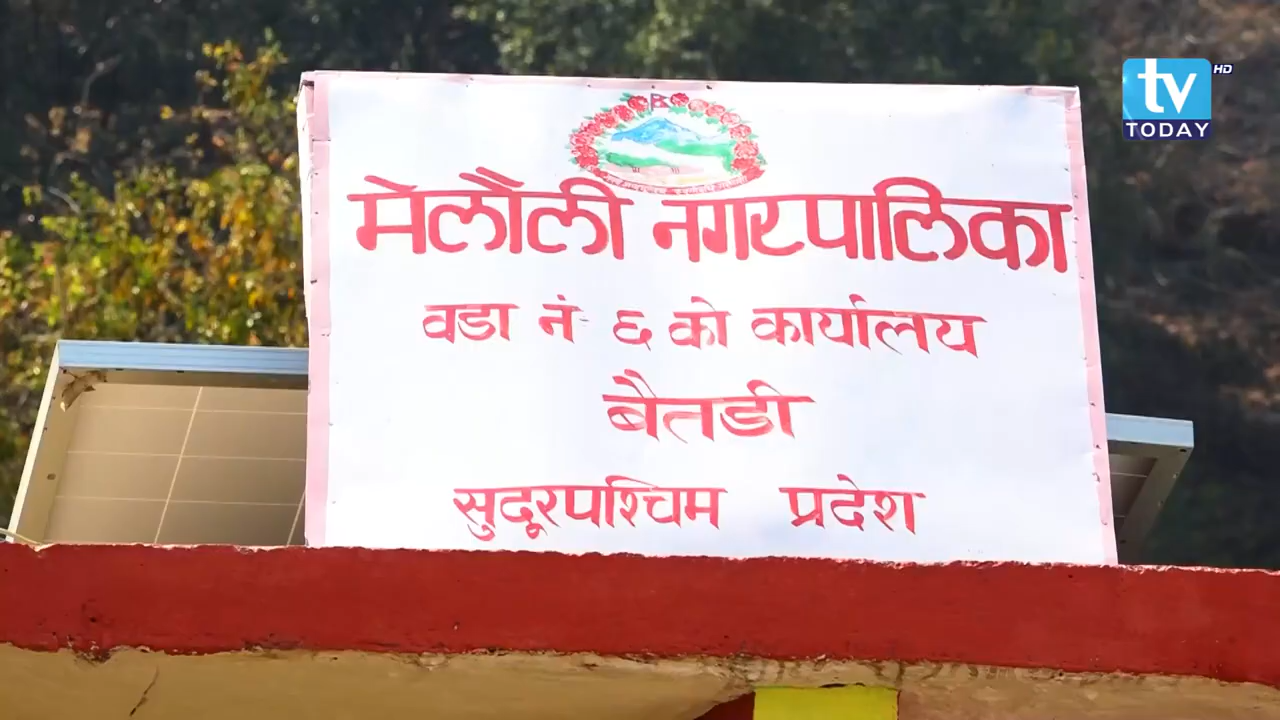 tv HD
TODAY
मेलौली नगरपालिका
वडा नं ६ को कार्यालय
बैतडी
सुदूरपश्चिम प्रदेश